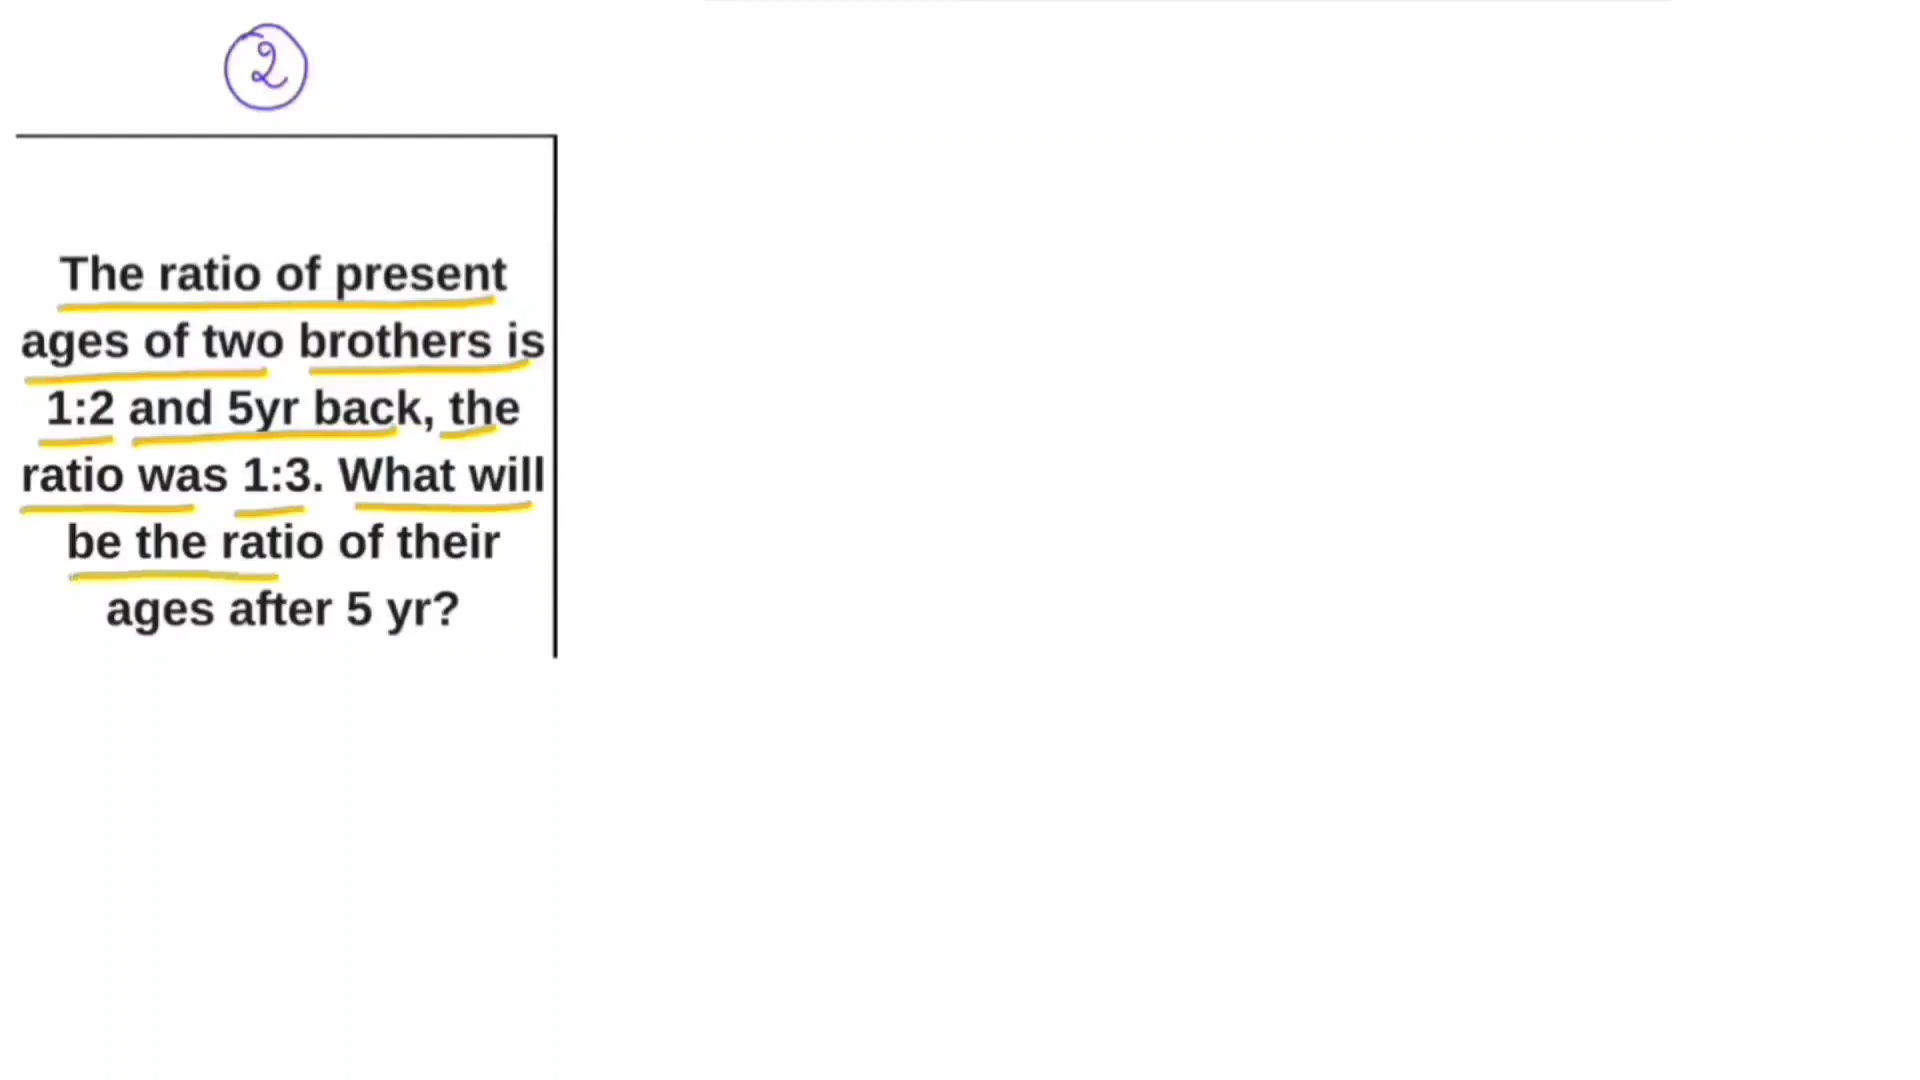 2
The ratio of present
ages of two brothers is
1:2 and 5yr back, the
ratio was 1:3. What will
be the ratio of their
ages after 5 yr?